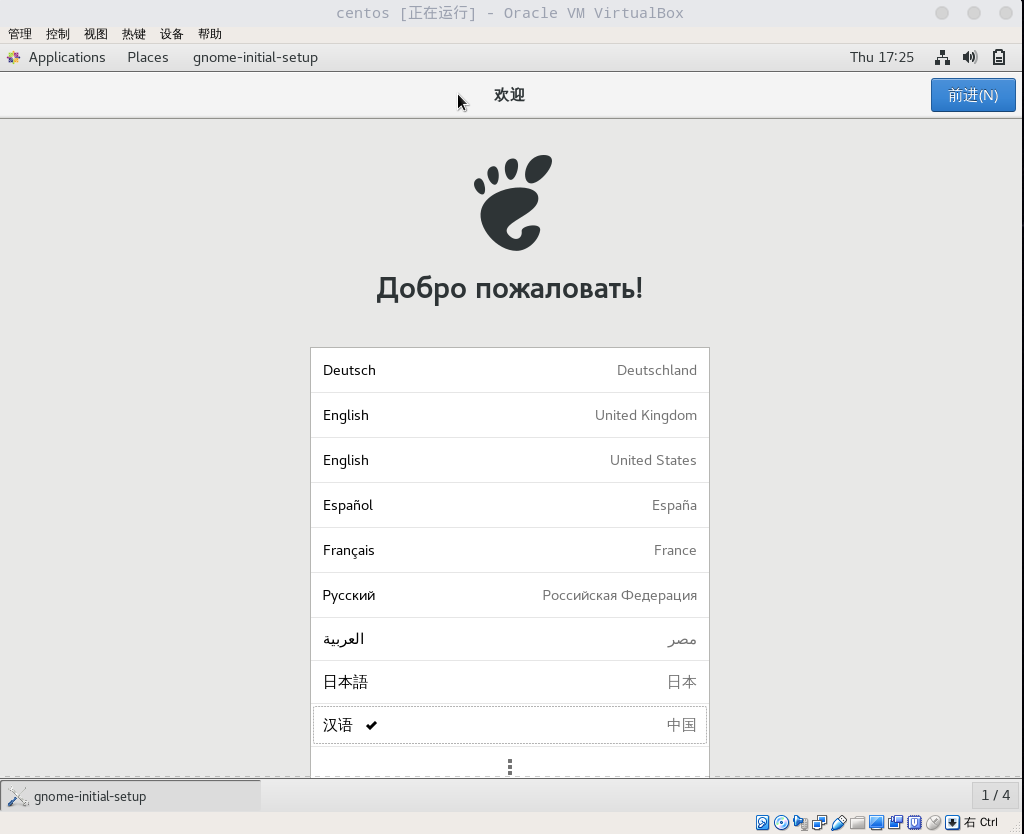 centos [正在运行] - Oracle VM VirtualBox
管理 控制 视图 热键 设备 帮助
Applications Places gnome-initial-setup Thu 17:25
欢迎 前进(N)
Добро пожаловать!
Deutsch Deutschland
English United Kingdom
English United States
Español España
Français France
Русский Российская Федерация
العربية مصر
日本語 日本
汉语 中国
gnome-initial-setup 1 / 4
右 Ctrl